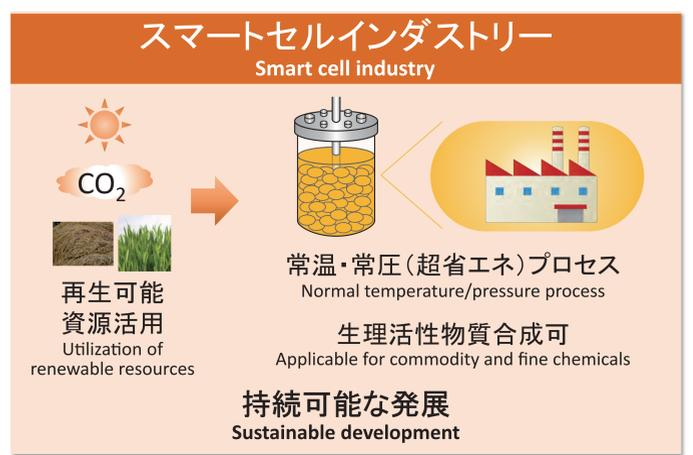 スマートセルインダストリー
Smart cell industry
CO2
再生可能
資源活用
Utilization of
renewable resources
常温・常圧（超省エネ）プロセス
Normal temperature/pressure process
生理活性物質合成可
Applicable for commodity and fine chemicals
持続可能な発展
Sustainable development